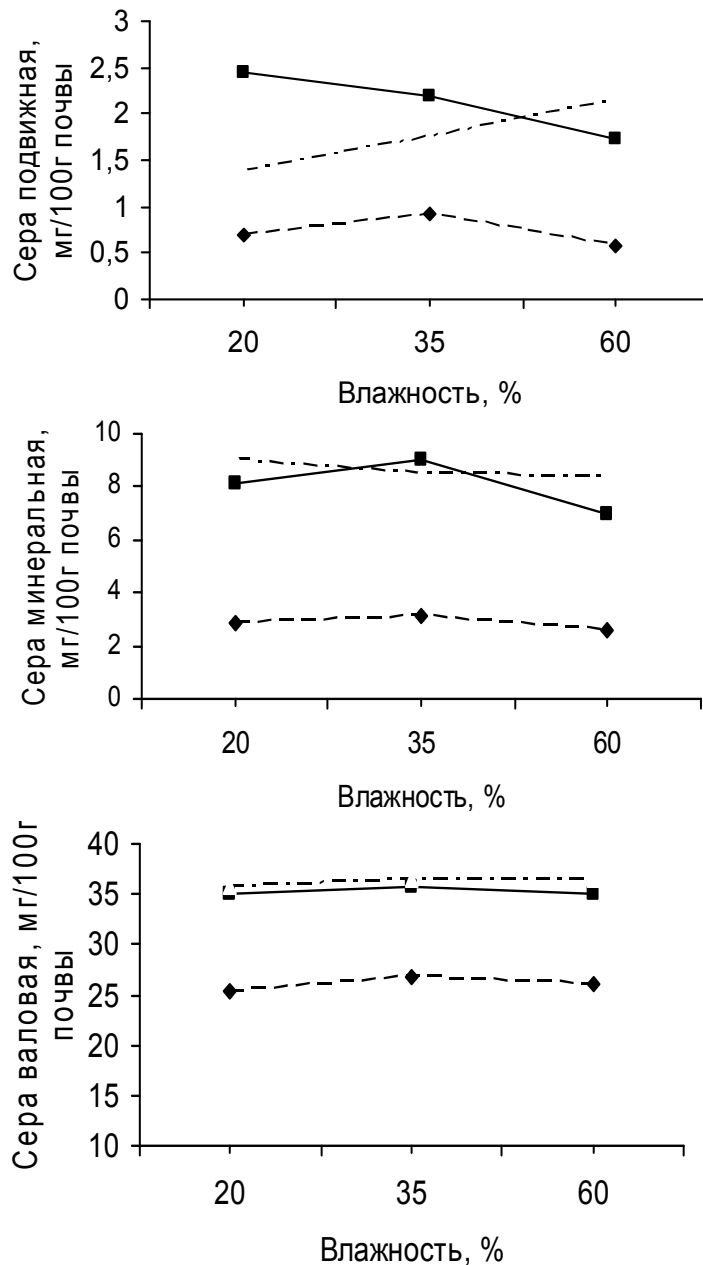 Сера подвижная,
мг/100г почвы
3
2,5
2
1,5
1
0,5
0
20 35 60
Влажность, %
Сера минеральная,
мг/100г почвы
10
8
6
4
2
0
20 35 60
Влажность, %
Сера валовая, мг/100г
почвы
40
35
30
25
20
15
10
20 35 60
Влажность, %